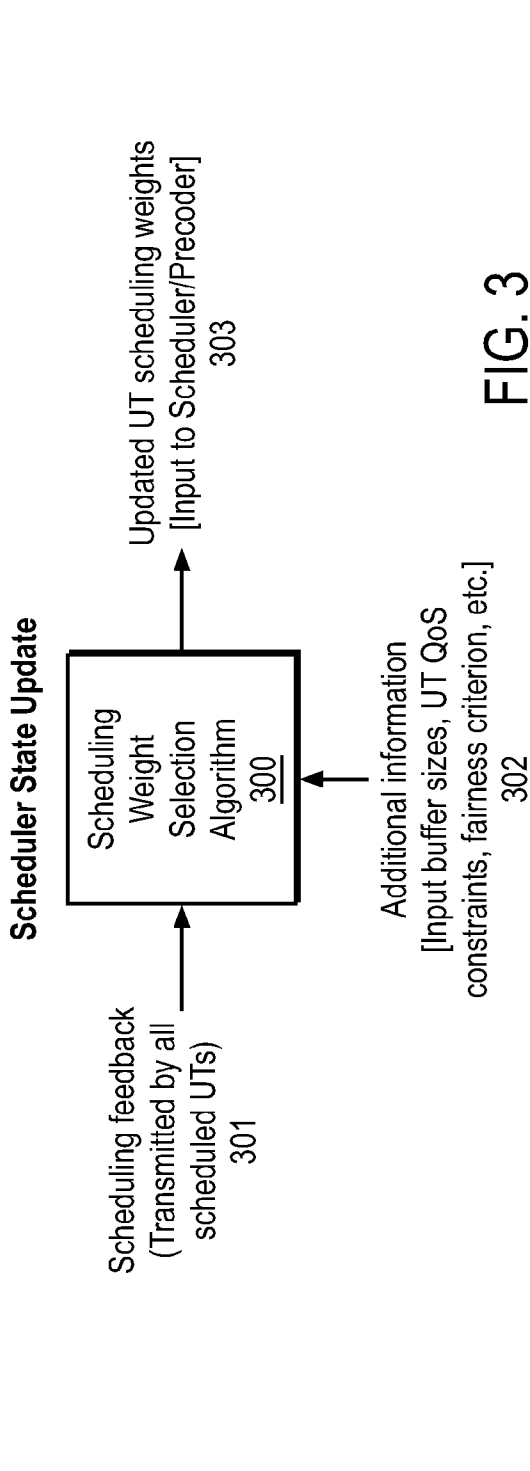 Scheduler State Update
Scheduling feedback
(Transmitted by all
scheduled UTs)
301
Scheduling
Weight
Selection
Algorithm
300
Updated UT scheduling weights
[Input to Scheduler/Precoder]
303
Additional information
[Input buffer sizes, UT QoS
constraints, fairness criterion, etc.]
302
FIG. 3